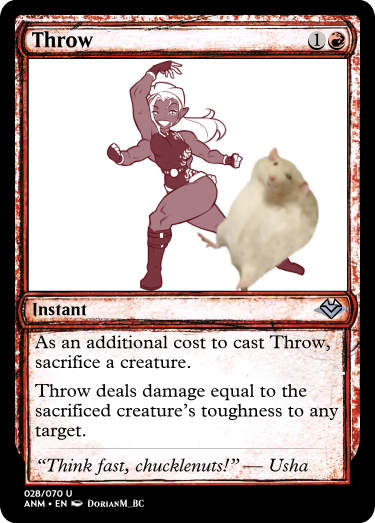 Throw 1
Instant
As an additional cost to cast Throw,
sacrifice a creature.
Throw deals damage equal to the
sacrificed creature's toughness to any
target.
"Think fast, chucklenuts!" — Usha
028/070 U
ANM • EN DorianM_BC